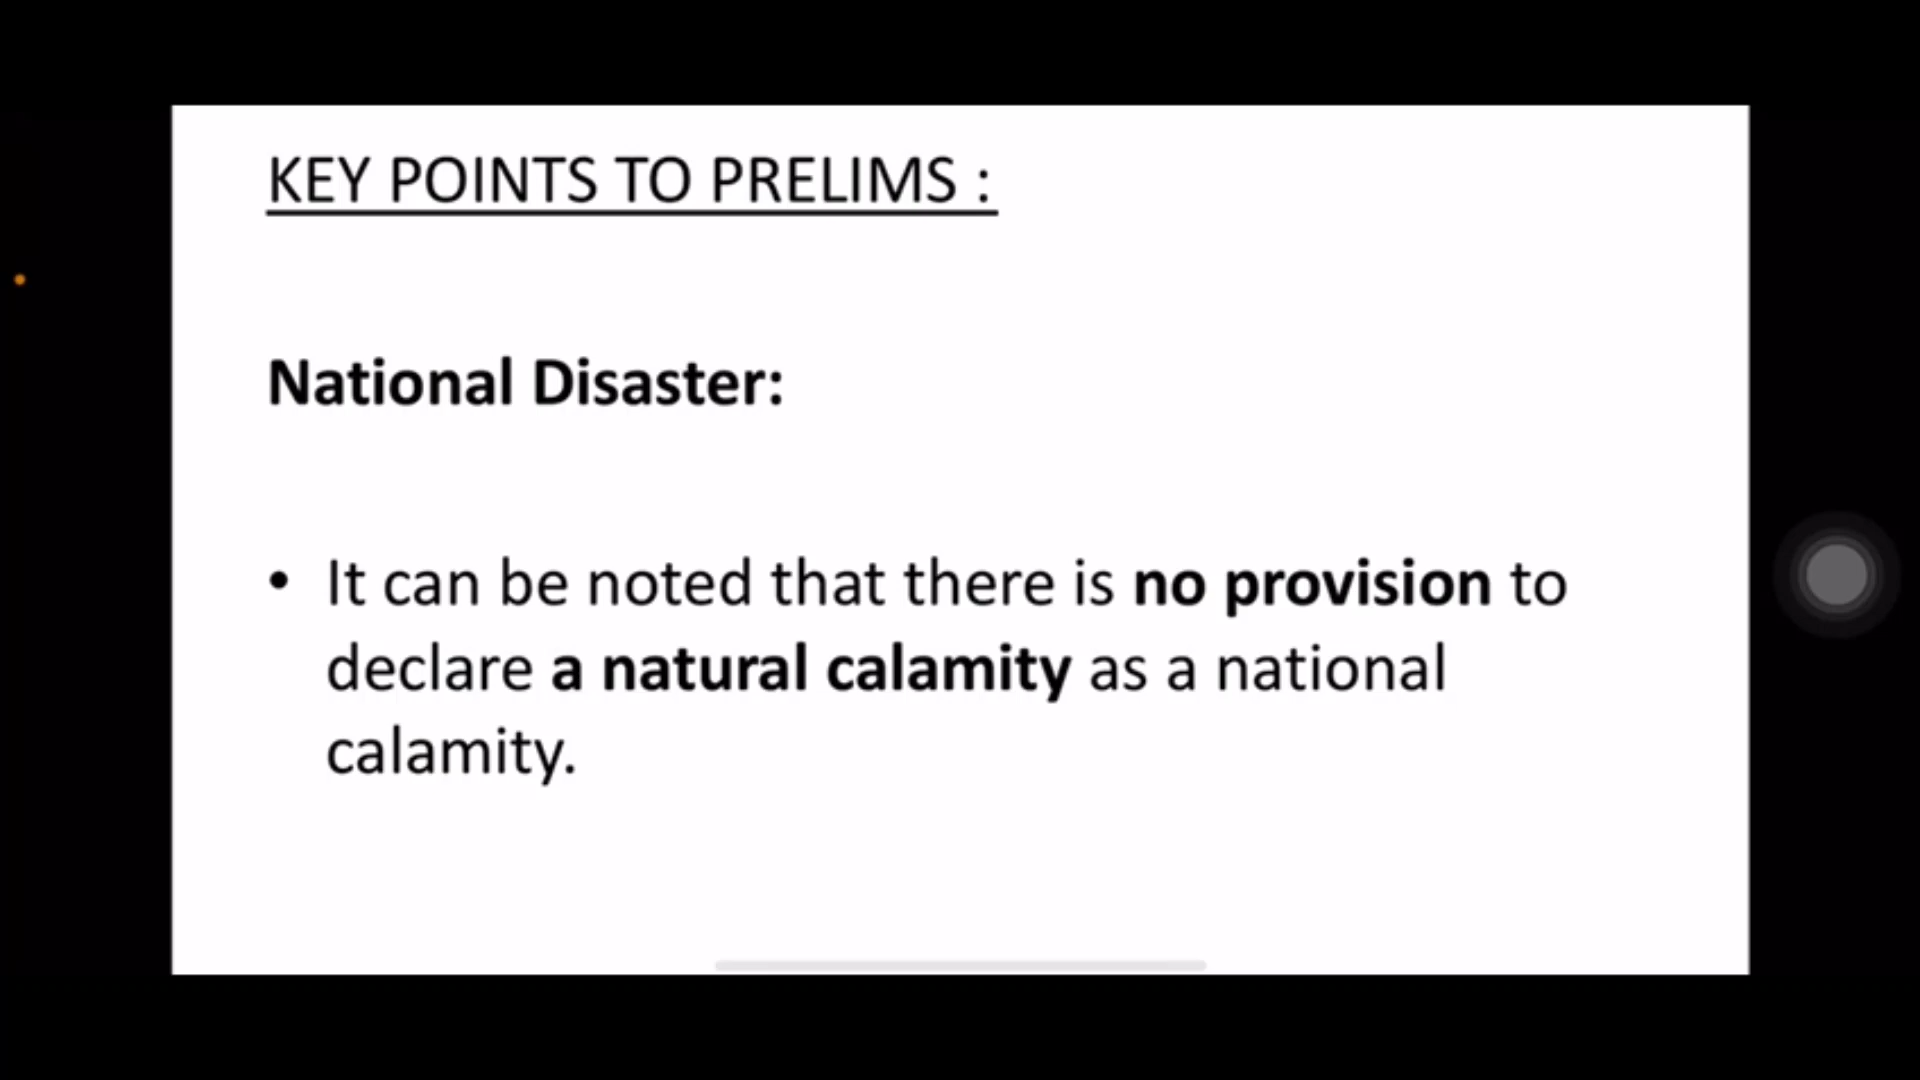 KEY POINTS TO PRELIMS :
National Disaster:
• It can be noted that there is no provision to
declare a natural calamity as a national
calamity.